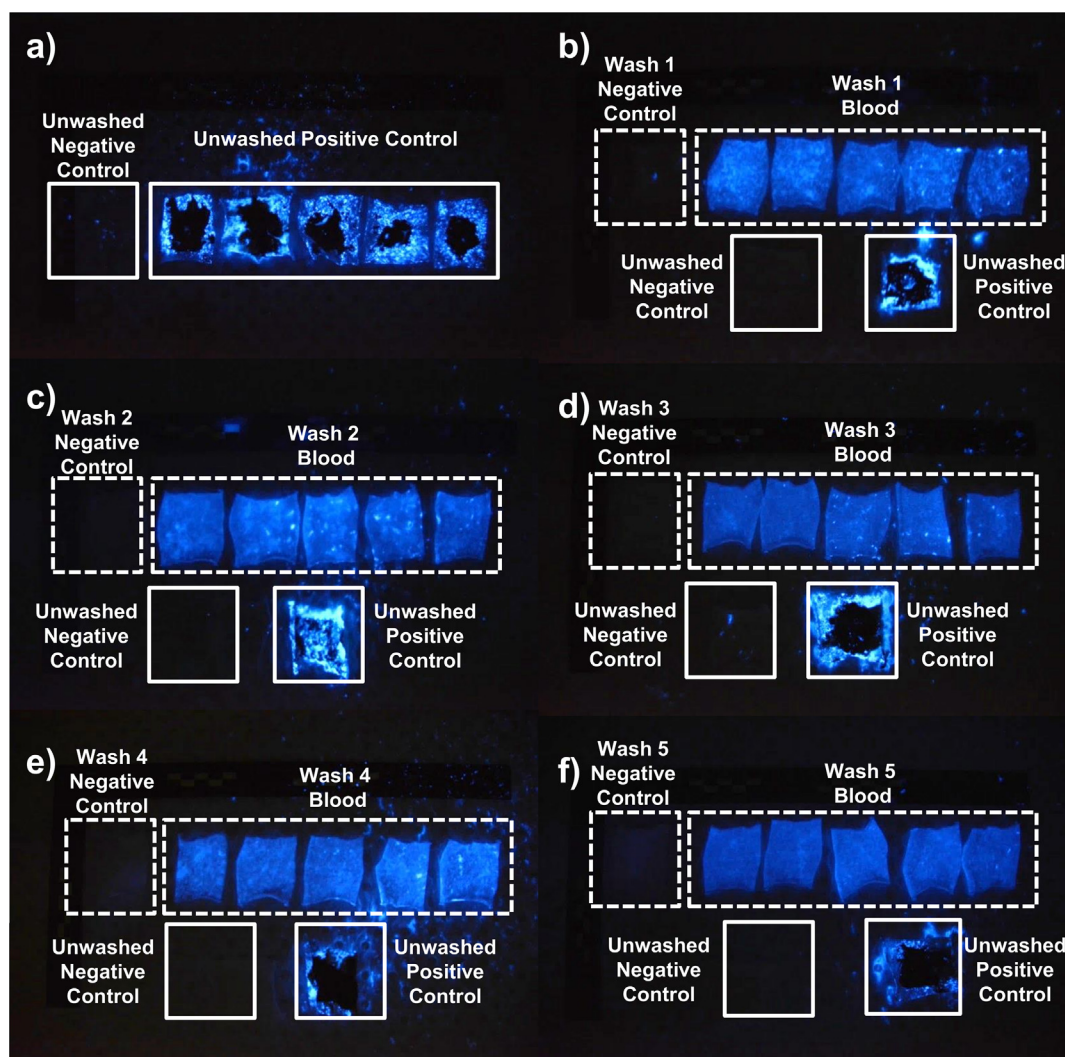 a)
Unwashed
Negative
Control
Unwashed Positive Control
b)
Wash 1
Negative
Control
Wash 1
Blood
Unwashed
Negative
Control
Unwashed
Positive
Control
c)
Wash 2
Negative
Control
Wash 2
Blood
Unwashed
Negative
Control
Unwashed
Positive
Control
d)
Wash 3
Negative
Control
Wash 3
Blood
Unwashed
Negative
Control
Unwashed
Positive
Control
e)
Wash 4
Negative
Control
Wash 4
Blood
Unwashed
Negative
Control
Unwashed
Positive
Control
f)
Wash 5
Negative
Control
Wash 5
Blood
Unwashed
Negative
Control
Unwashed
Positive
Control